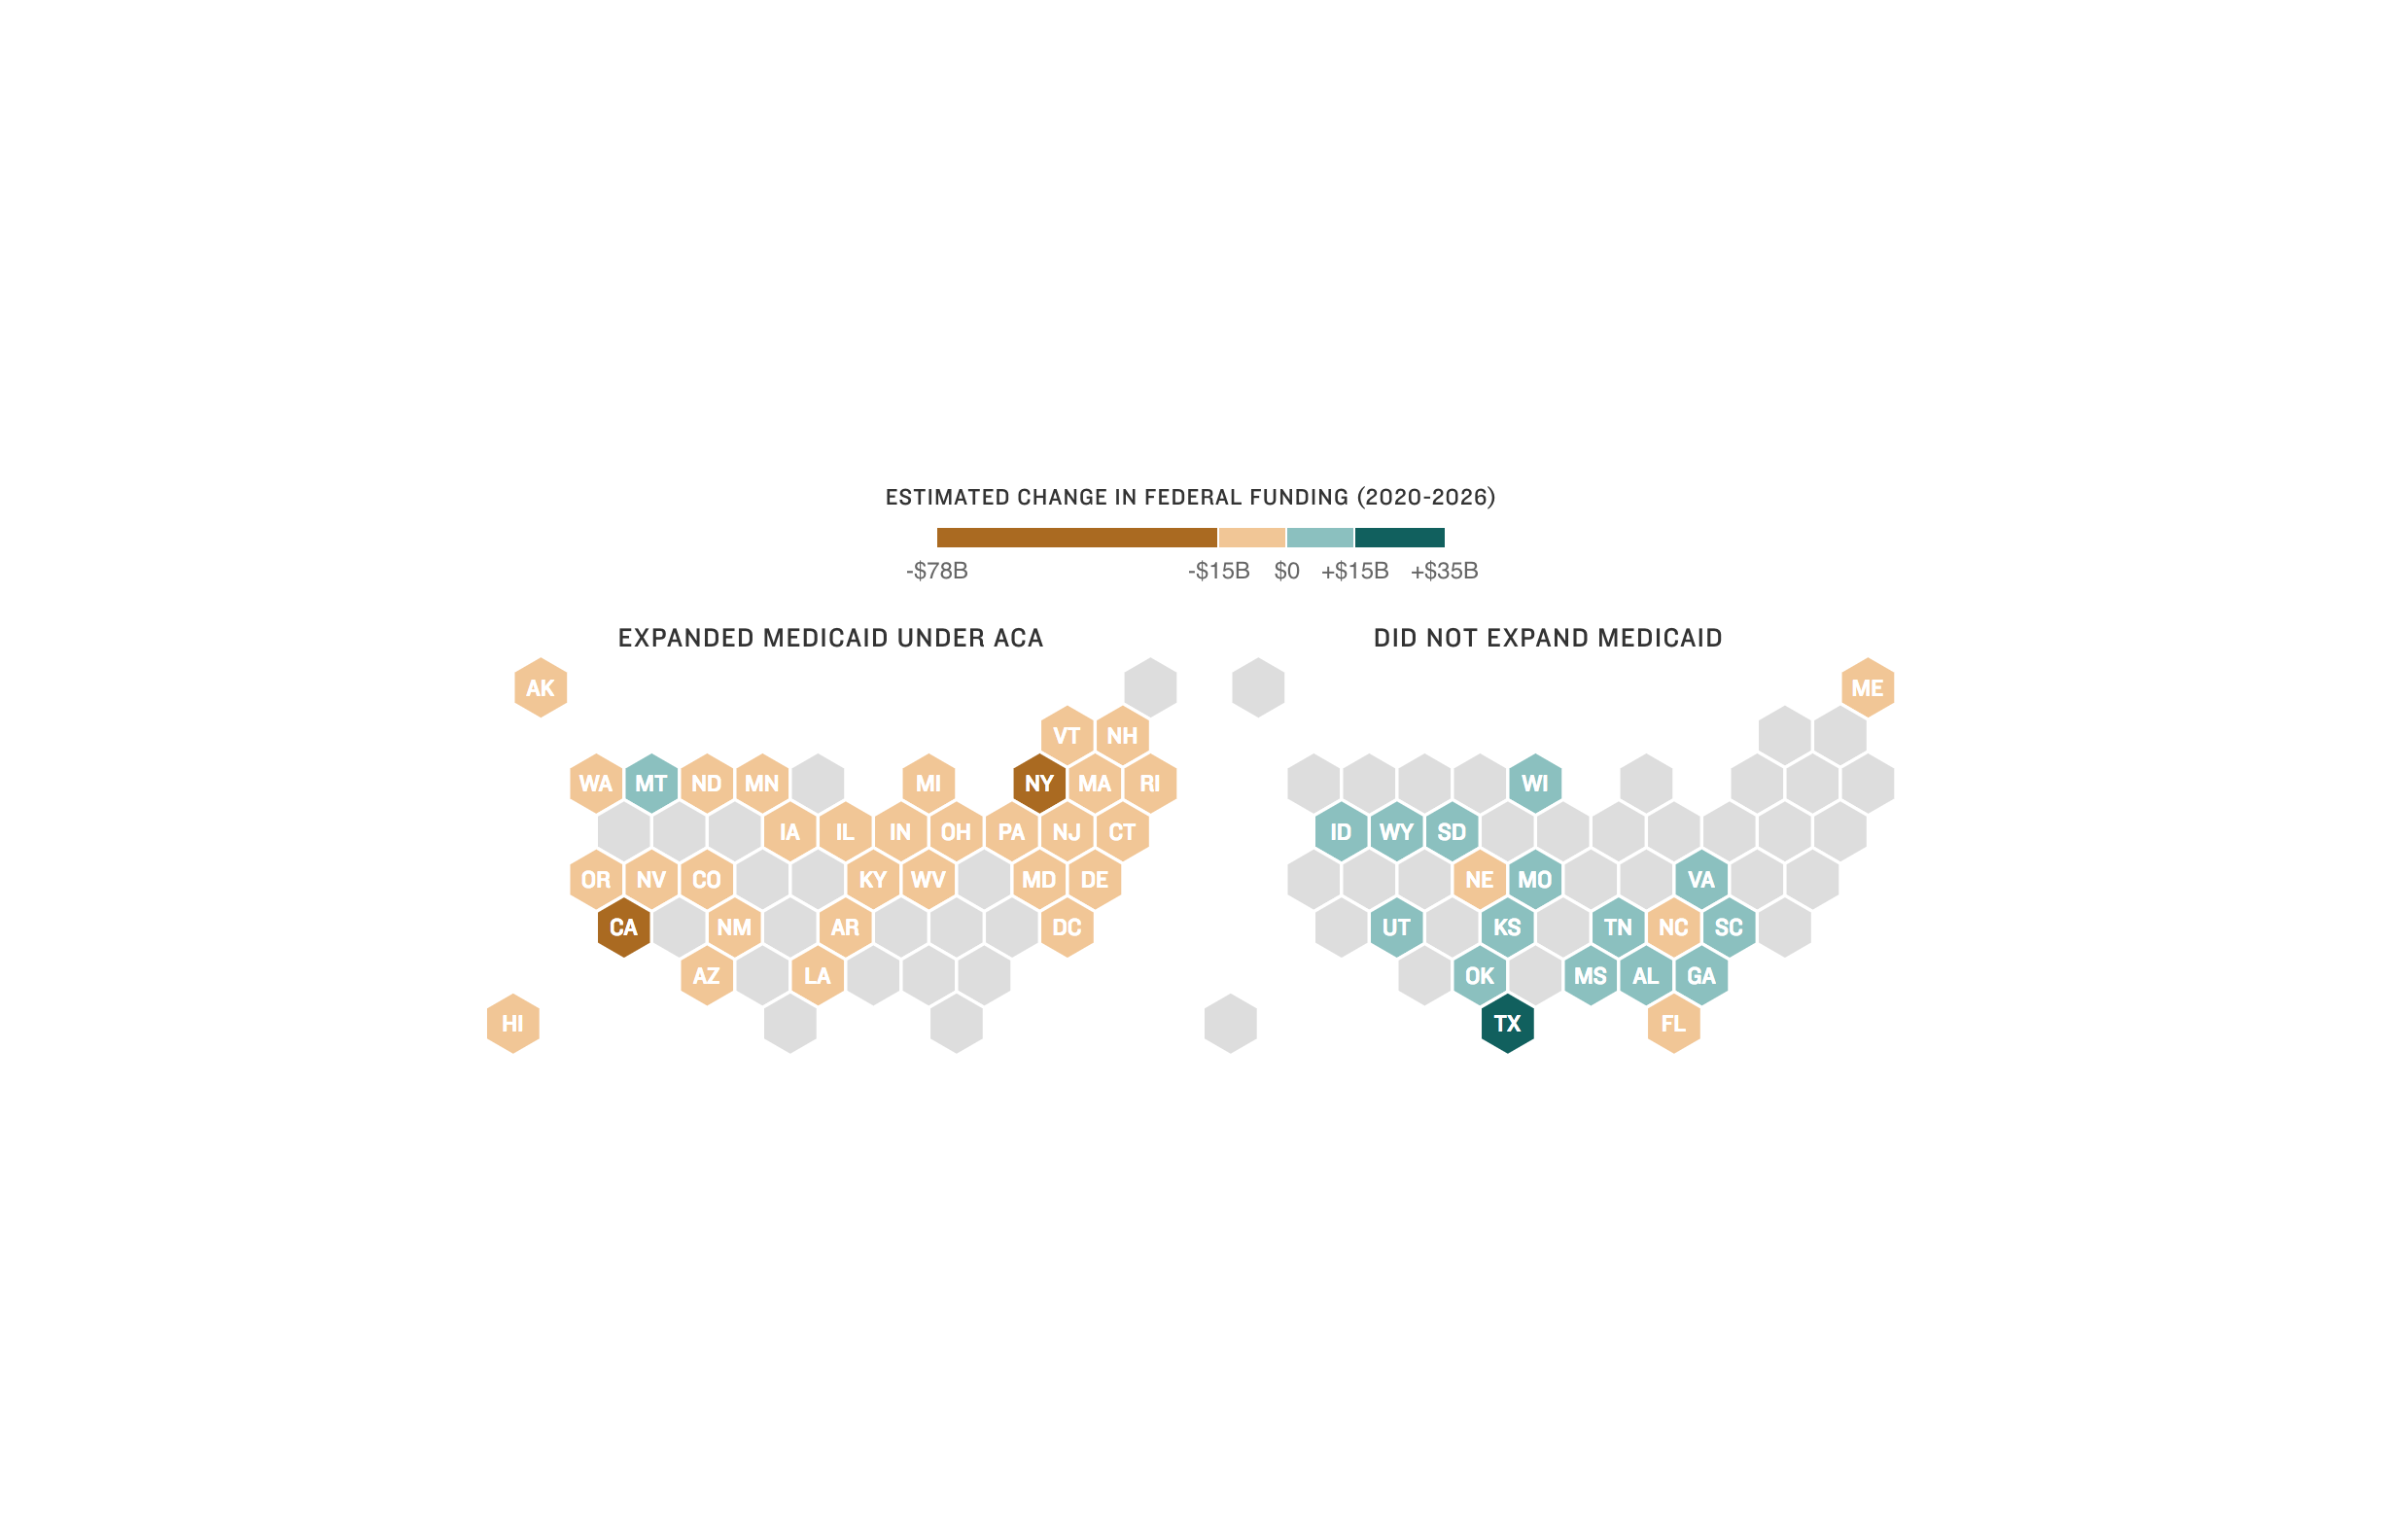 ESTIMATED CHANGE IN FEDERAL FUNDING (2020-2026)
-$78B -$15B $0 +$15B +$35B
EXPANDED MEDICAID UNDER ACA
AK
VT NH
WA MT ND MN MI NY MA RI
IA IL IN OH PA NJ CT
OR NV CO KY WV MD DE
CA NM AR DC
AZ LA
HI
DID NOT EXPAND MEDICAID
ME
WI
ID WY SD
NE MO VA
UT KS TN NC SC
OK MS AL GA
TX FL